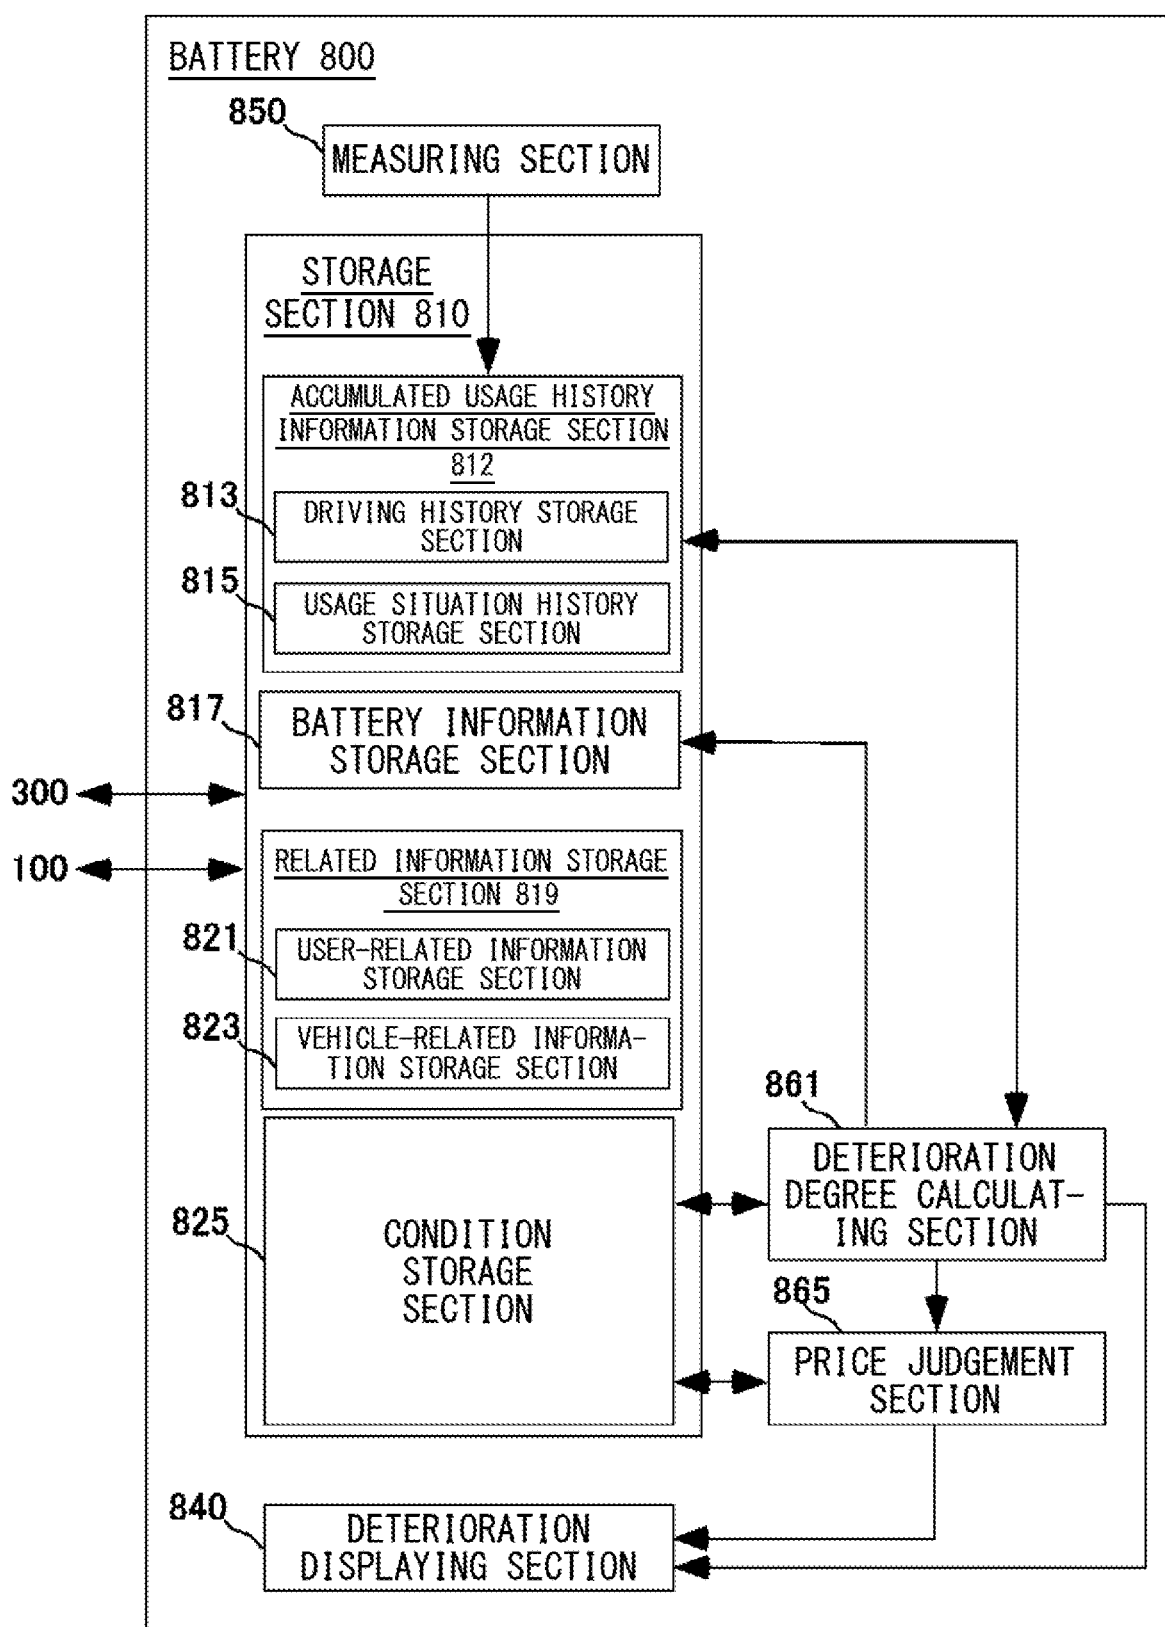 BATTERY 800
850
MEASURING SECTION
STORAGE
SECTION 810
ACCUMULATED USAGE HISTORY
INFORMATION STORAGE SECTION
812
813
DRIVING HISTORY STORAGE
SECTION
815
USAGE SITUATION HISTORY
STORAGE SECTION
817
BATTERY INFORMATION
STORAGE SECTION
300
100
RELATED INFORMATION STORAGE
SECTION 819
821
USER-RELATED INFORMATION
STORAGE SECTION
823
VEHICLE-RELATED INFORMA-
TION STORAGE SECTION
861
DETERIORATION
DEGREE CALCULAT-
ING SECTION
825
CONDITION
STORAGE
SECTION
865
PRICE JUDGEMENT
SECTION
840
DETERIORATION
DISPLAYING SECTION